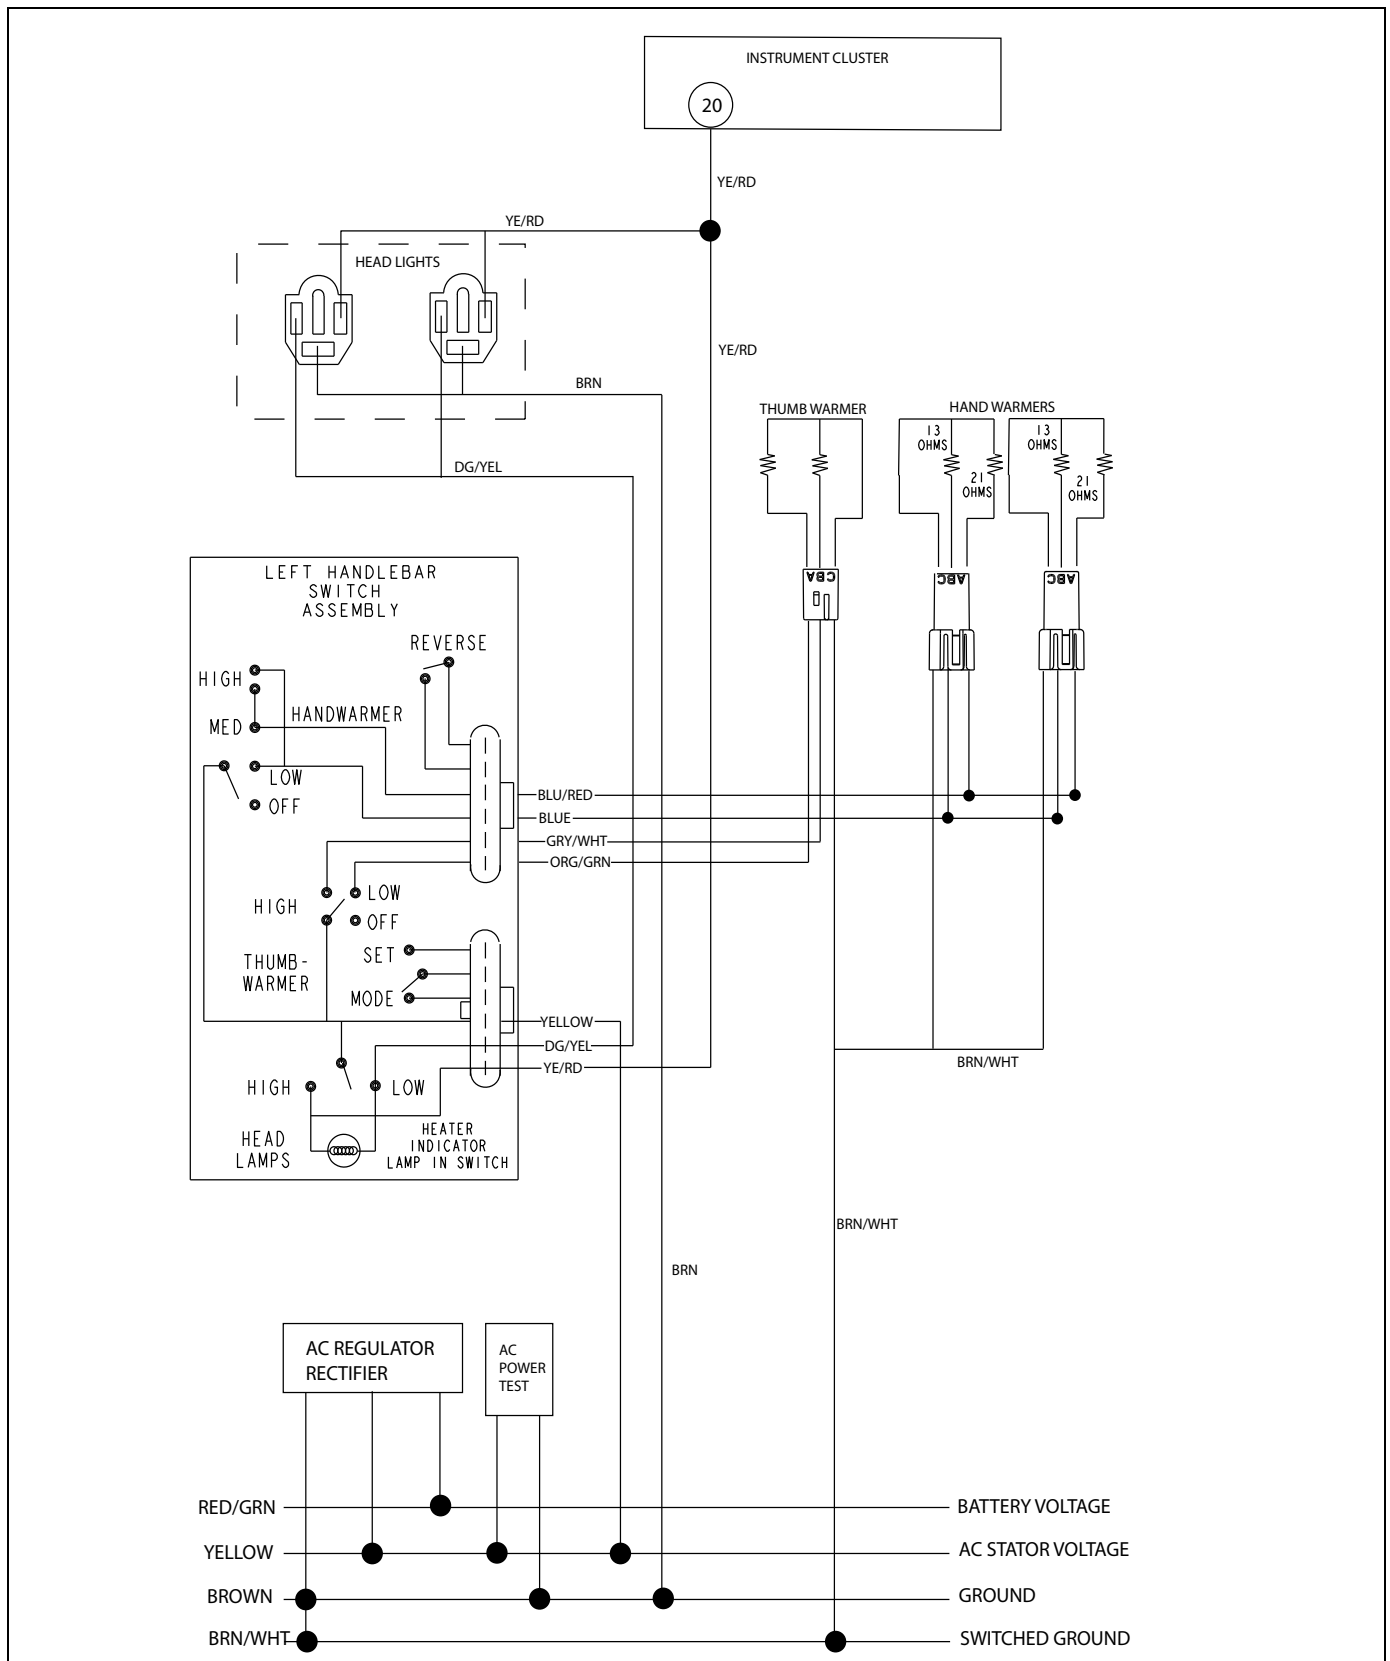 INSTRUMENT CLUSTER
20
YE/RD
YE/RD
HEAD LIGHTS
YE/RD
BRN
THUMB WARMER
HAND WARMERS
13
OHMS
21
OHMS
13
OHMS
21
OHMS
DG/YEL
CBA
ABC
ABC
LEFT HANDLEBAR
SWITCH
ASSEMBLY
REVERSE
HIGH
HANDWARMER
MED
LOW
OFF
BLU/RED
BLUE
GRY/WHT
ORG/GRN
LOW
HIGH
OFF
SET
THUMB-
WARMER
MODE
YELLOW
DG/YEL
YE/RD
BRN/WHT
HIGH
LOW
HEAD
LAMPS
HEATER
INDICATOR
LAMP IN SWITCH
BRN/WHT
BRN
AC REGULATOR
RECTIFIER
AC
POWER
TEST
RED/GRN
BATTERY VOLTAGE
YELLOW
AC STATOR VOLTAGE
BROWN
GROUND
BRN/WHT
SWITCHED GROUND